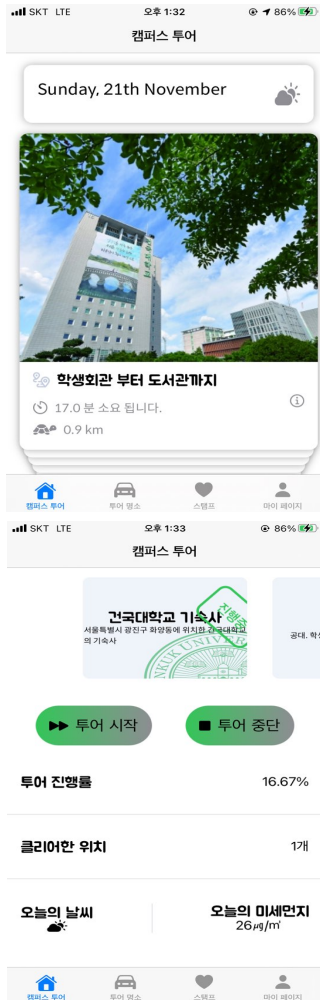 SKT LTE 오후 1:32 86%
캠퍼스 투어
Sunday, 21th November
학생회관 부터 도서관까지
17.0 분 소요 됩니다.
0.9 km
캠퍼스 투어 투어 명소 스탬프 마이 페이지
SKT LTE 오후 1:33 86%
캠퍼스 투어
건국대학교 기숙사
서울특별시 광진구 화양동에 위치한 건국대학교
의 기숙사
진행중
KUK UNIVER
공대, 학
투어 시작
투어 중단
투어 진행률 16.67%
클리어한 위치 1개
오늘의 날씨
오늘의 미세먼지
26㎍/㎥
캠퍼스 투어 투어 명소 스탬프 마이 페이지